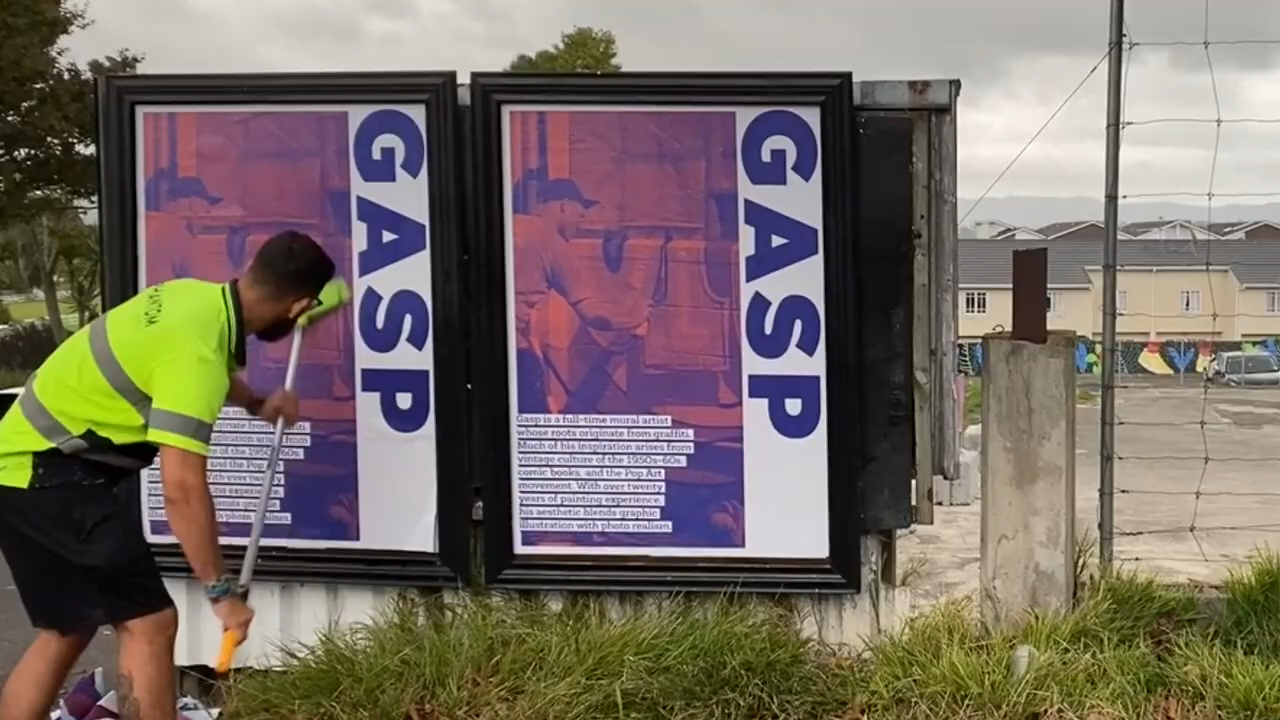 GASP
GASP
Gasp is a full-time mural artist
whose roots originate from graffiti.
Much of his inspiration arises from
vintage culture of the 1950s-60s,
comic books, and the Pop Art
movement. With over twenty
years of painting experience,
his aesthetic blends graphic
illustration with photo realism.